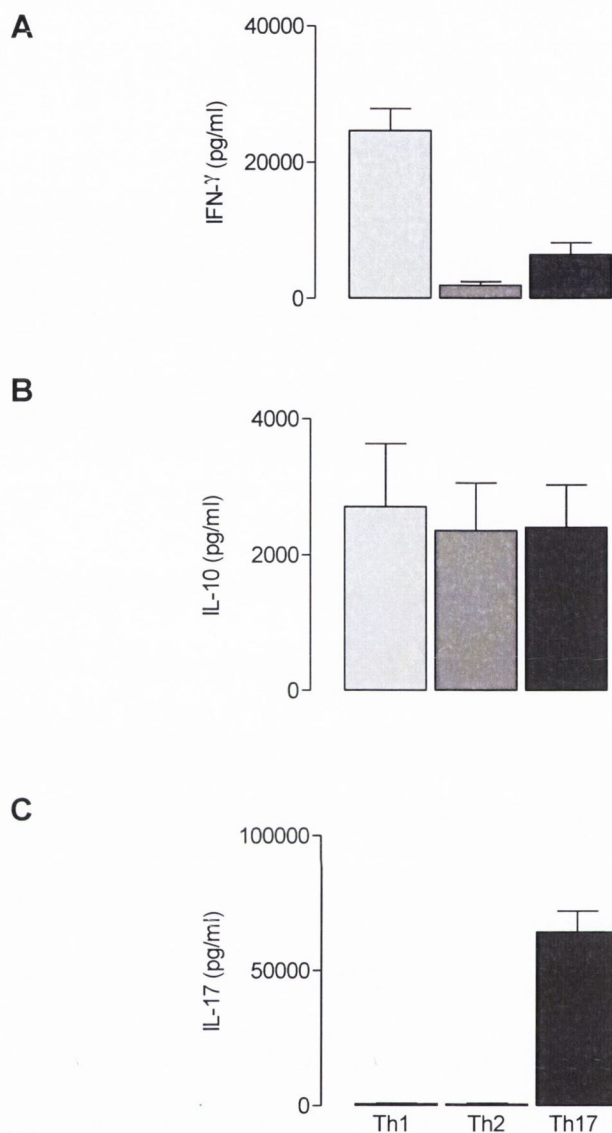 A
40000
20000
0
IFN-γ (pg/ml)
B
4000
2000
0
IL-10 (pg/ml)
C
100000
50000
0
IL-17 (pg/ml)
Th1 Th2 Th17